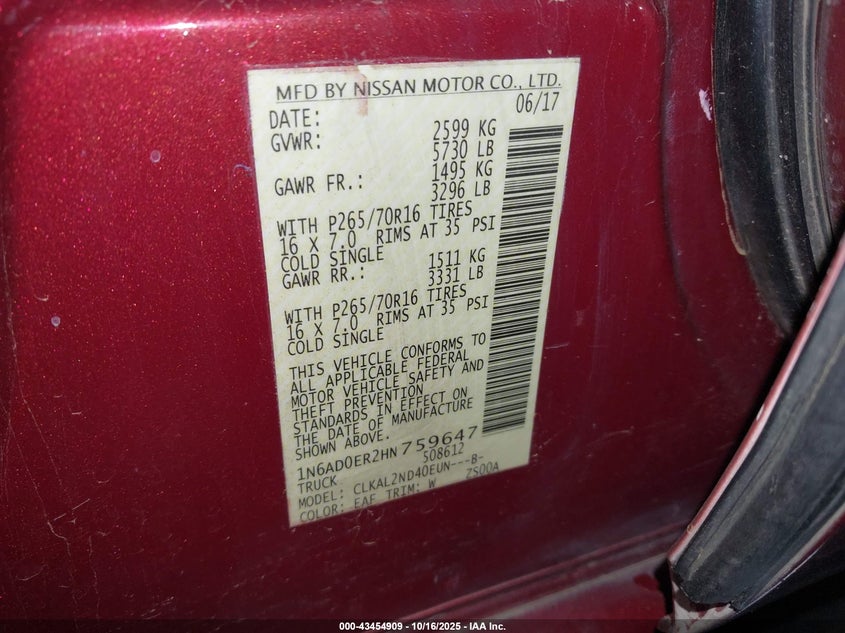 MFD BY NISSAN MOTOR CO., LTD.
DATE: 06/17
GVWR: 2599 KG
5730 LB
GAWR FR.: 1495 KG
3296 LB
WITH P265/70R16 TIRES
16 X 7.0 RIMS AT 35 PSI
COLD SINGLE
GAWR RR.: 1511 KG
3331 LB
WITH P265/70R16 TIRES
16 X 7.0 RIMS AT 35 PSI
COLD SINGLE
THIS VEHICLE CONFORMS TO
ALL APPLICABLE FEDERAL
MOTOR VEHICLE SAFETY AND
THEFT PREVENTION
STANDARDS IN EFFECT ON
THE DATE OF MANUFACTURE
SHOWN ABOVE.
1N6AD0ER2HN759647
TRUCK 508612
MODEL: CLKAL2ND40EUN---B-
COLOR: EAF TRIM: W ZS00A
000-43454909 - 10/16/2025 - IAA Inc.